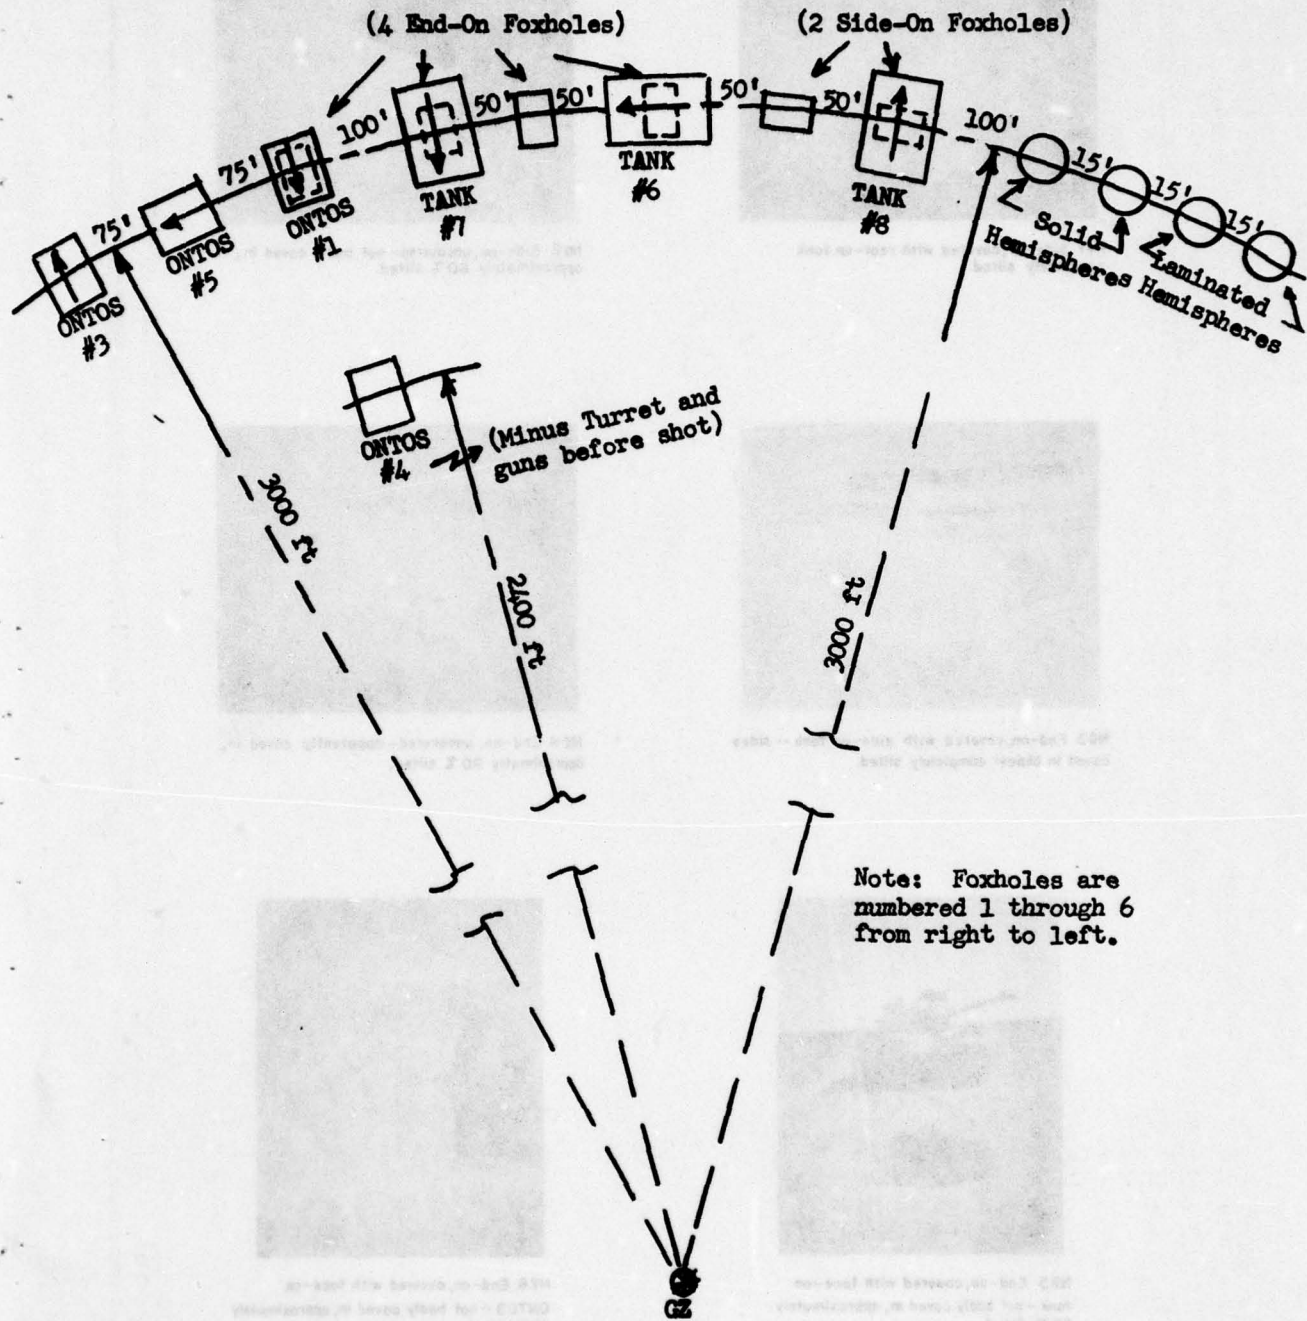 (4 End-On Foxholes)
(2 Side-On Foxholes)
75'
75'
100'
50'
50'
50'
50'
100'
15'
15'
15'
ONTOS
#3
ONTOS
#5
ONTOS
#1
TANK
#7
TANK
#6
TANK
#8
Solid
Hemispheres
Laminated
Hemispheres
ONTOS
#4
(Minus Turret and
guns before shot)
3000 ft
2400 ft
3000 ft
Note: Foxholes are
numbered 1 through 6
from right to left.
GZ